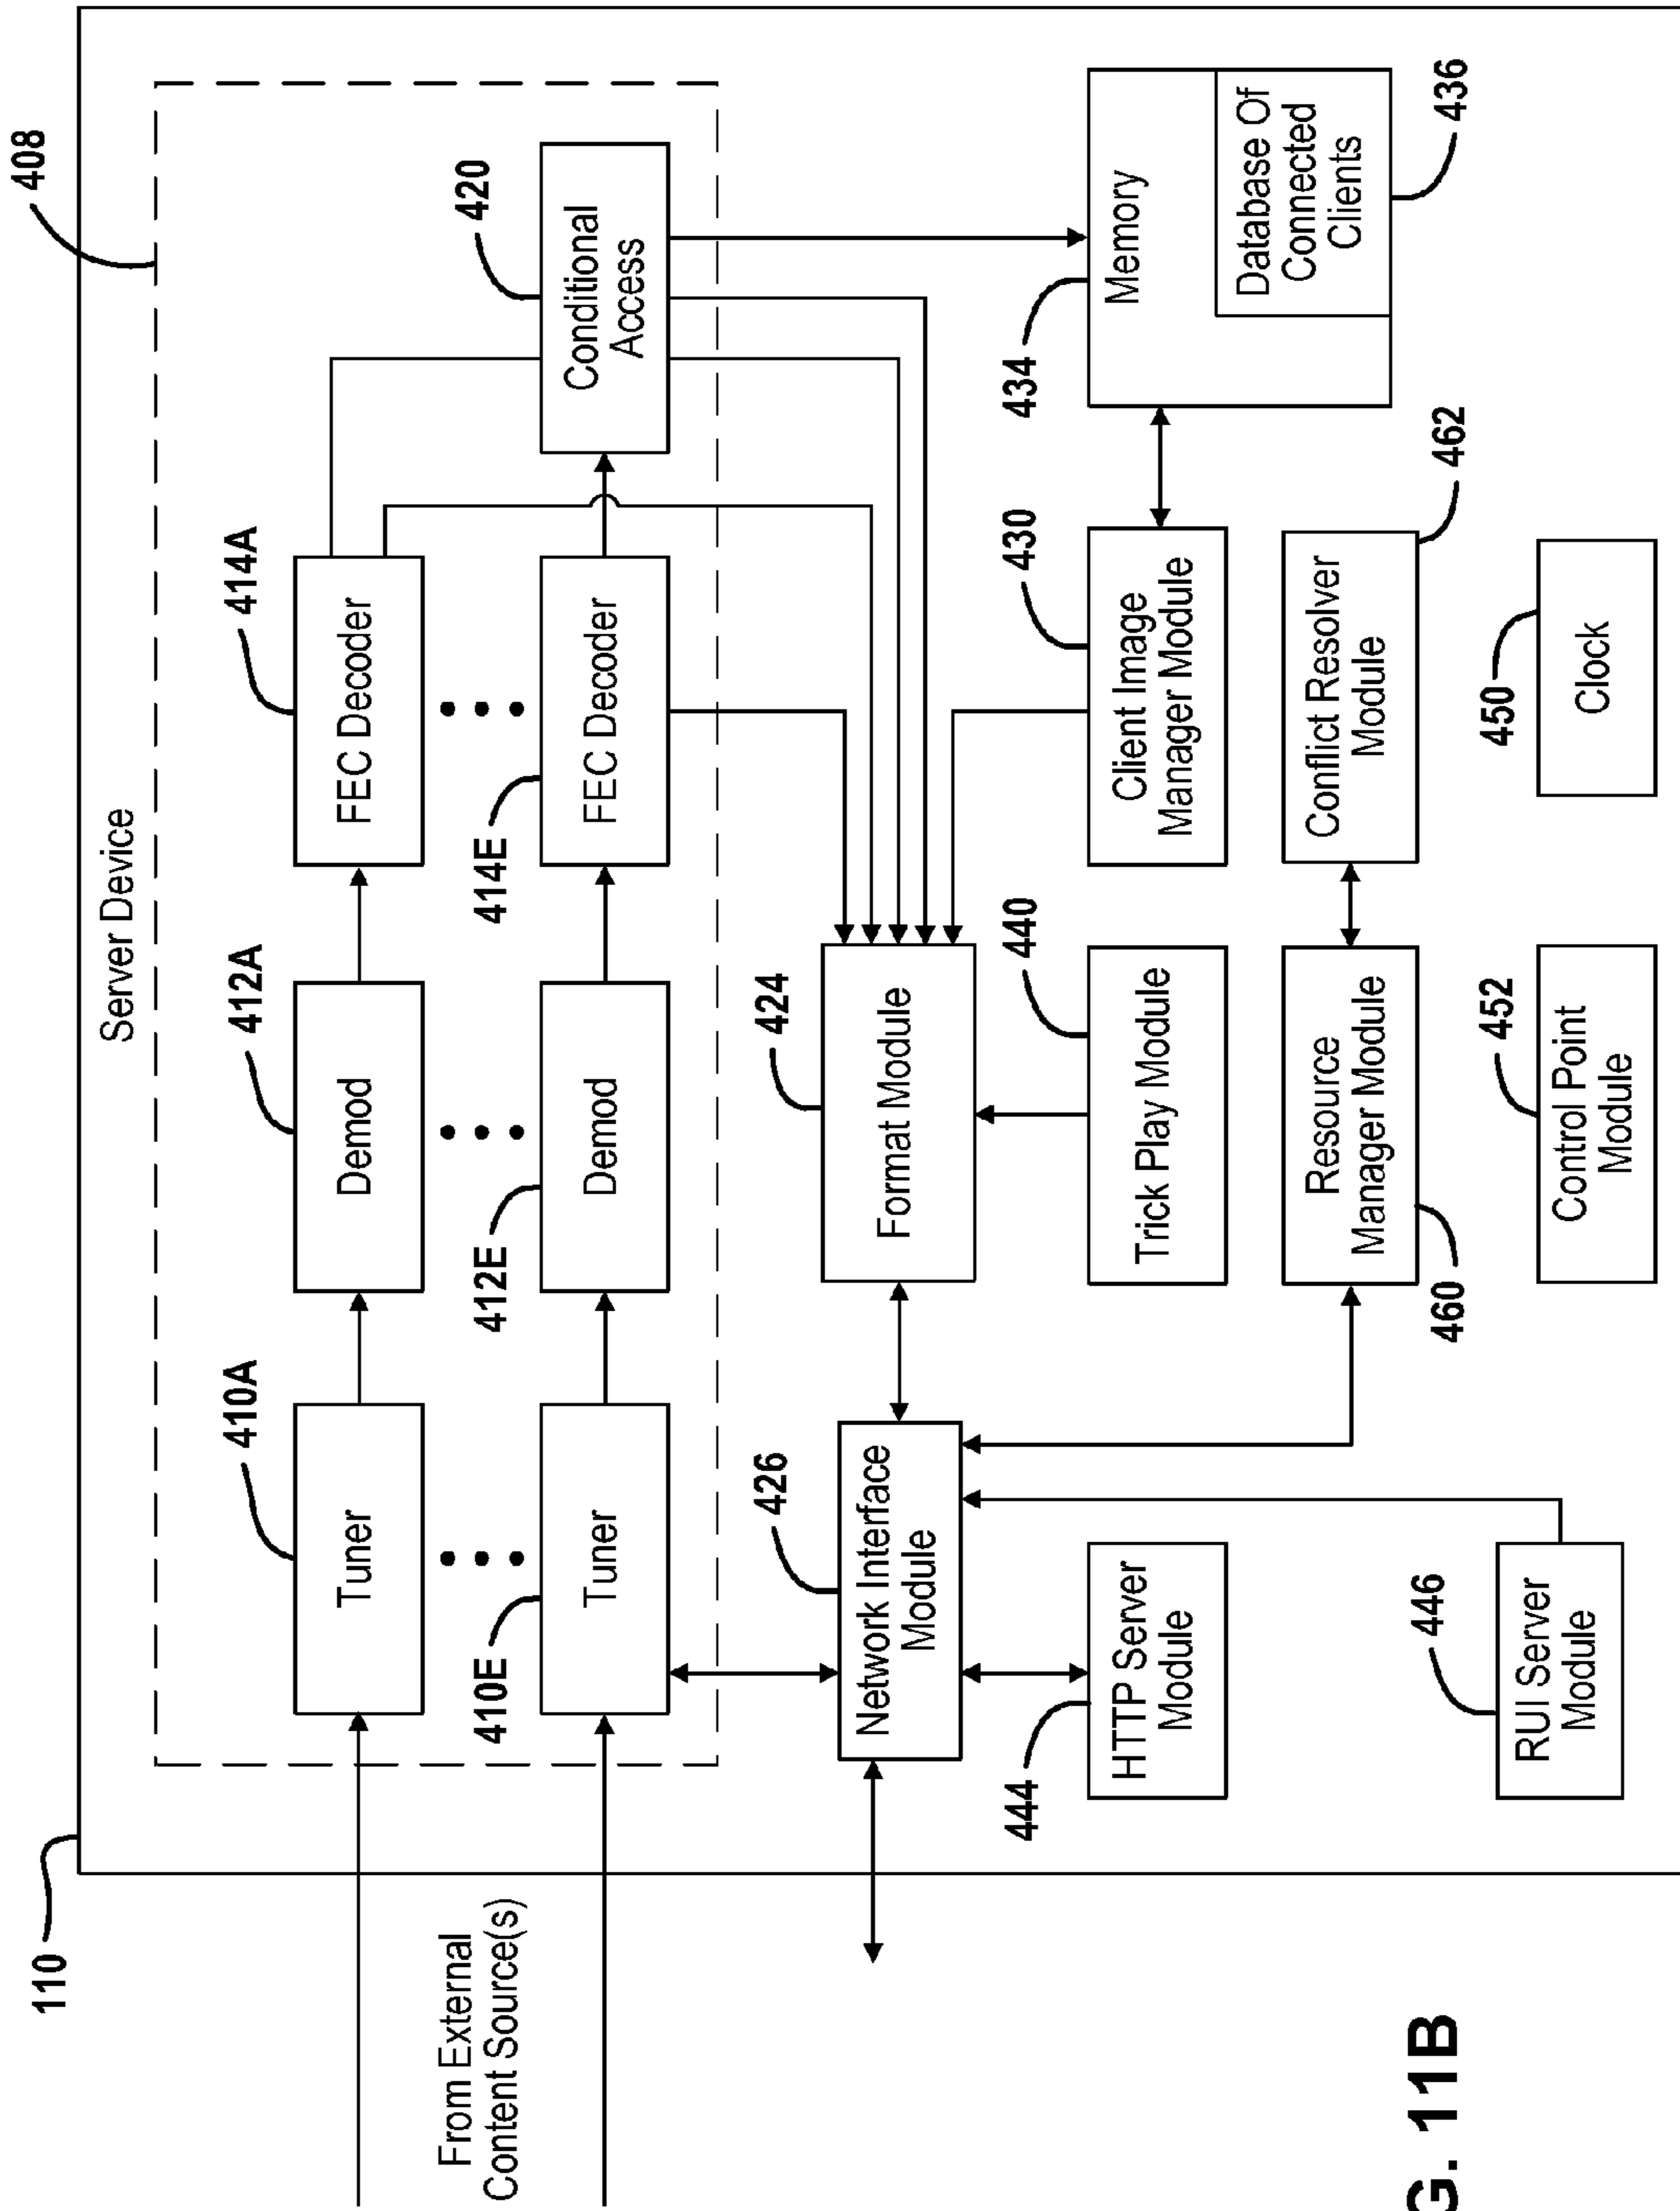 110
Server Device
408
From External
Content Source(s)
410A
Tuner
412A
Demod
414A
FEC Decoder
410E
Tuner
412E
Demod
414E
FEC Decoder
420
Conditional
Access
426
Network Interface
Module
424
Format Module
444
HTTP Server
Module
440
Trick Play Module
430
Client Image
Manager Module
434
Memory
Database Of
Connected
Clients
436
460
Resource
Manager Module
462
Conflict Resolver
Module
446
RUI Server
Module
452
Control Point
Module
450
Clock
G. 11B